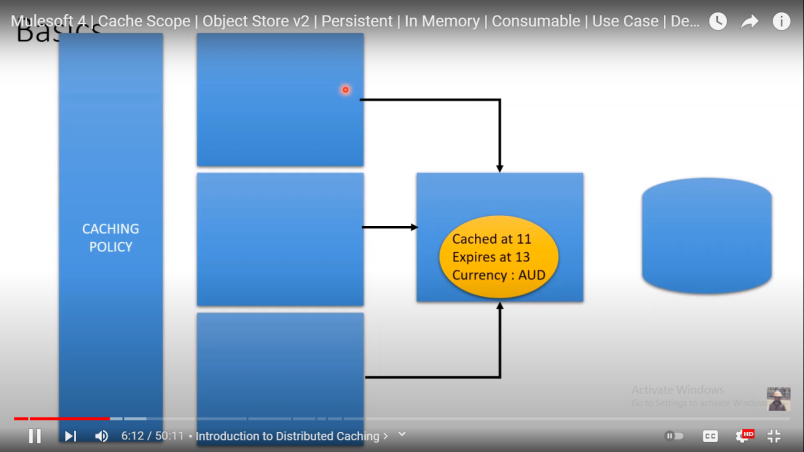 Basics
Mulesoft 4 | Cache Scope | Object Store v2 | Persistent | In Memory | Consumable | Use Case | De...
CACHING
POLICY
Cached at 11
Expires at 13
Currency : AUD
Activate Windows
Go to Settings to activate Windows
6:12 / 50:11 • Introduction to Distributed Caching >
CC
HD